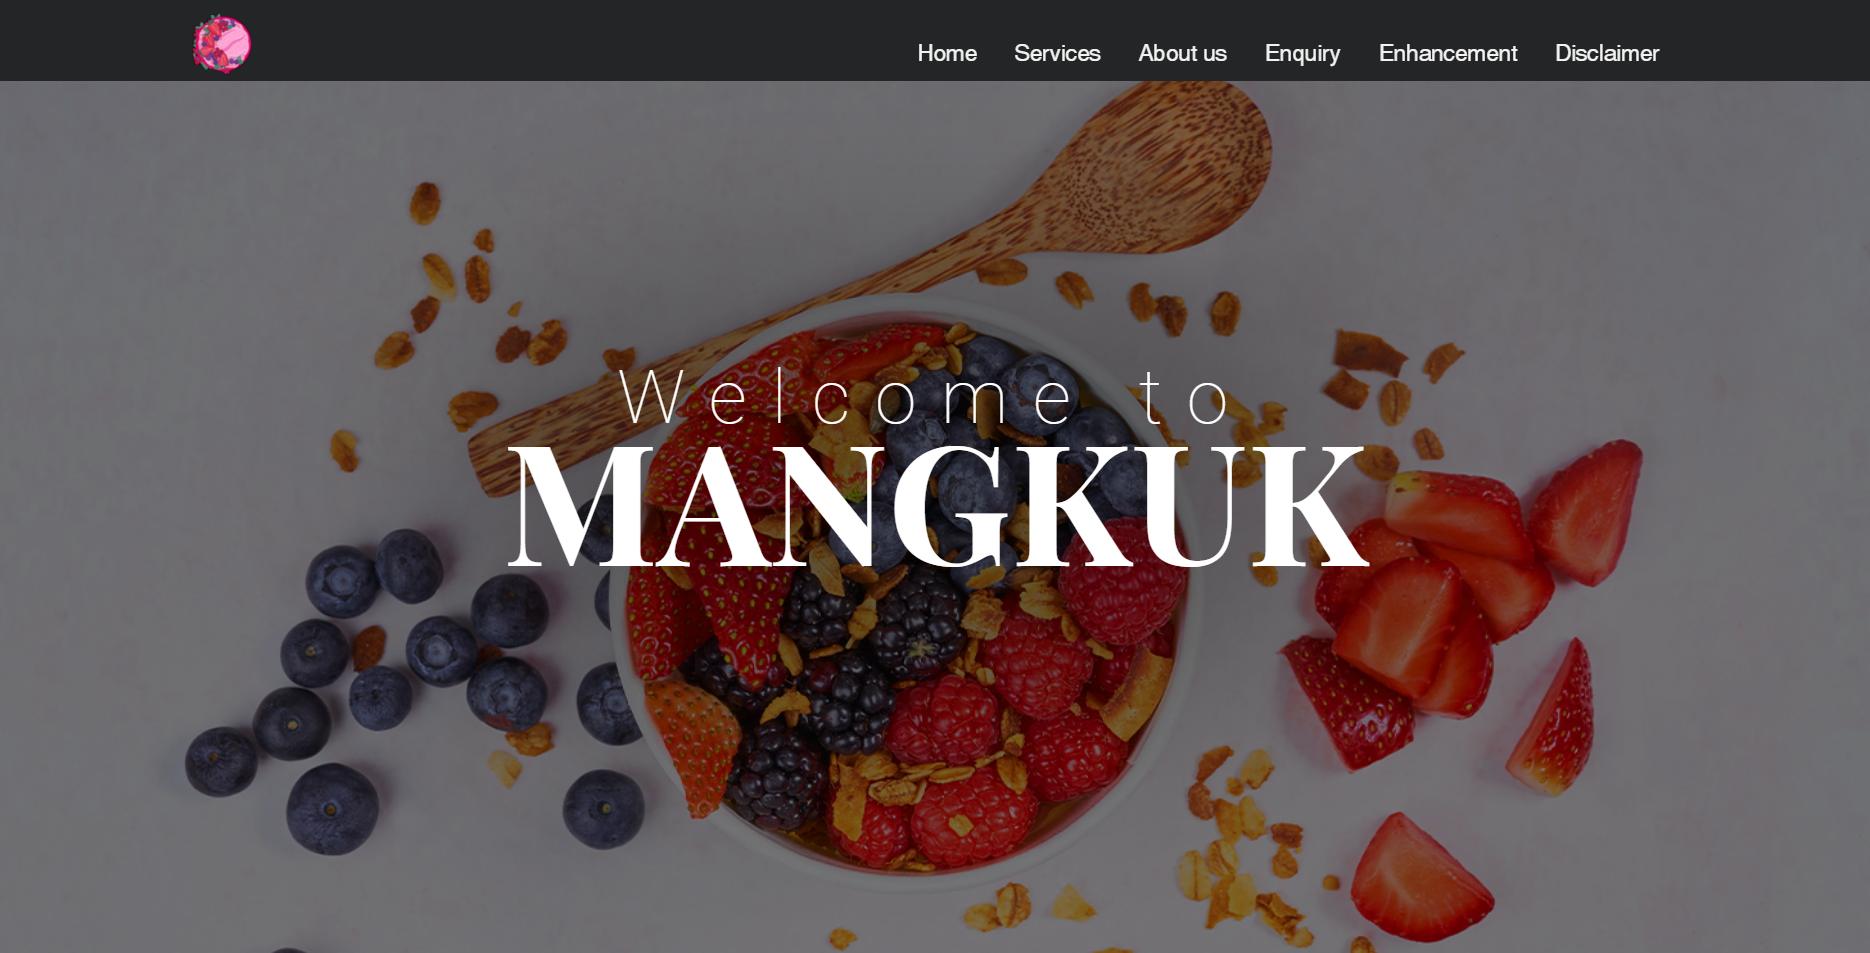 Home Services About us Enquiry Enhancement Disclaimer
Welcome to
MANGKUK